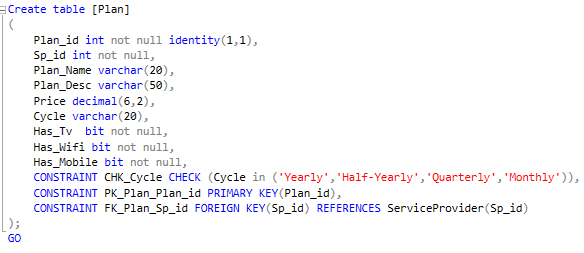 Create table [Plan]
(
Plan_id int not null identity(1,1),
Sp_id int not null,
Plan_Name varchar(20),
Plan_Desc varchar(50),
Price decimal(6,2),
Cycle varchar(20),
Has_Tv  bit not null,
Has_Wifi bit not null,
Has_Mobile bit not null,
CONSTRAINT CHK_Cycle CHECK (Cycle in ('Yearly','Half-Yearly','Quarterly','Monthly')),
CONSTRAINT PK_Plan_Plan_id PRIMARY KEY(Plan_id),
CONSTRAINT FK_Plan_Sp_id FOREIGN KEY(Sp_id) REFERENCES ServiceProvider(Sp_id)
);
GO